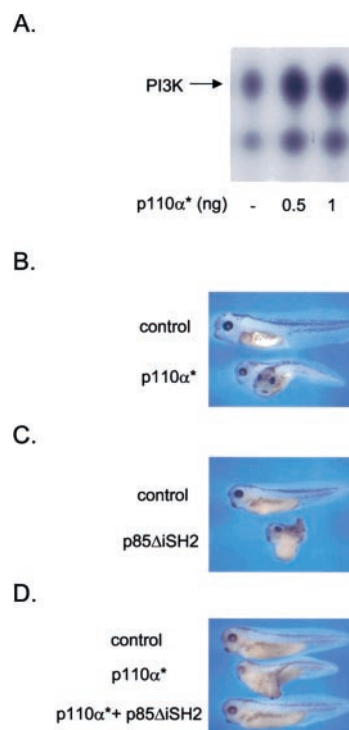 A.
PI3K
p110α* (ng) - 0.5 1
B.
control
p110α*
C.
control
p85ΔiSH2
D.
control
p110α*
p110α*+ p85ΔiSH2